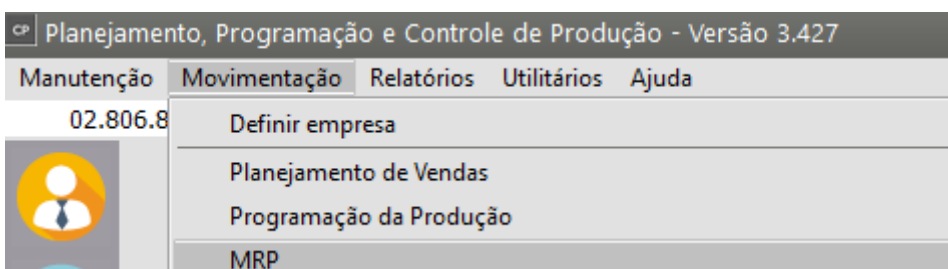 CP Planejamento, Programação e Controle de Produção - Versão 3.427
Manutenção Movimentação Relatórios Utilitários Ajuda
02.806.8
Definir empresa
Planejamento de Vendas
Programação da Produção
MRP